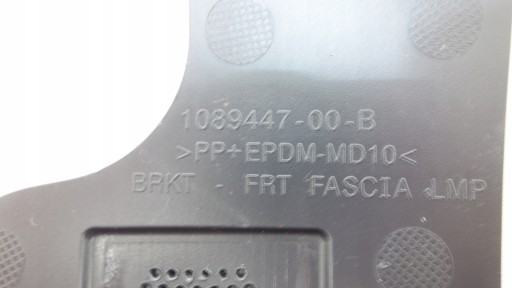 1089447-00-B
>PP+EPDM-MD10<
BRKT - FRT FASCIA LMP